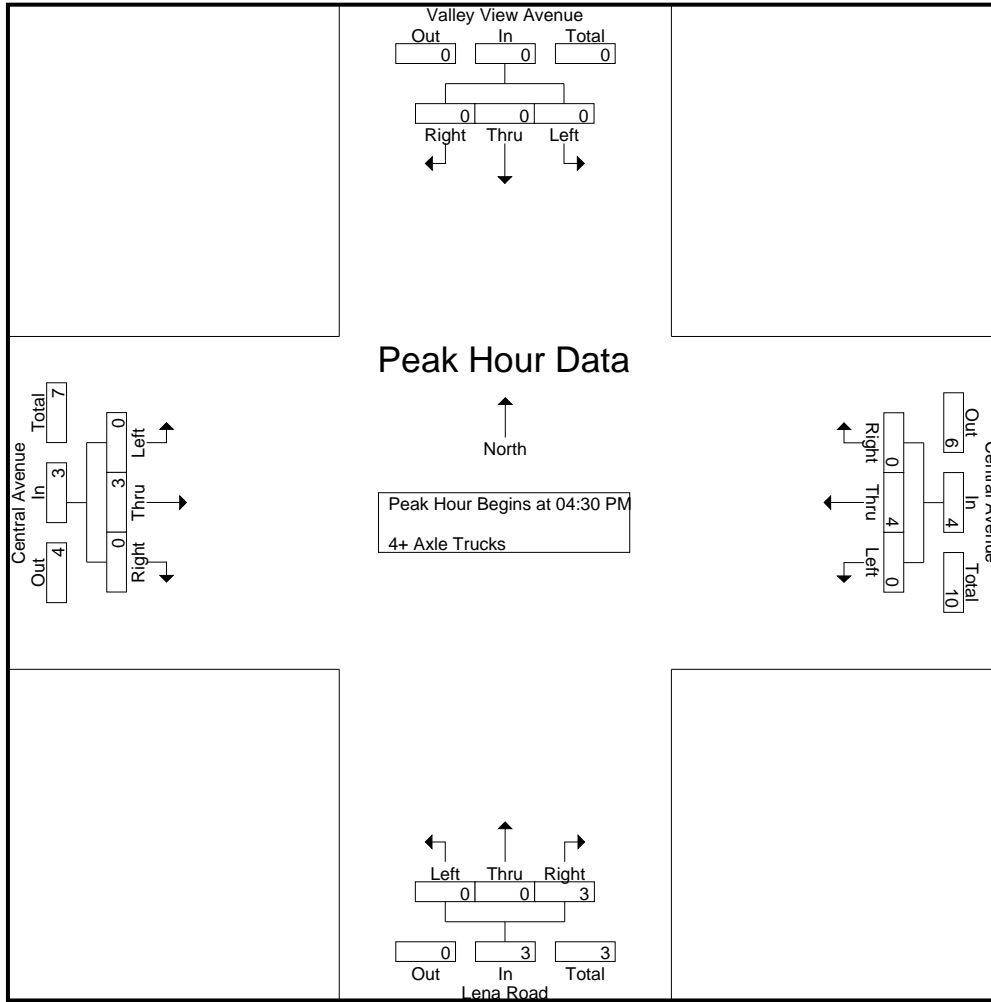 Valley View Avenue
Out In Total
0 0 0
0 0 0
Right Thru Left
Peak Hour Data
North
Peak Hour Begins at 04:30 PM
4+ Axle Trucks
Central Avenue
Total In Out
7 3 4
0 3 0
Left Thru Right
Right Thru Left
0 4 0
Out In Total
6 4 10
Central Avenue
Left Thru Right
0 0 3
0 3 3
Out In Total
Lena Road